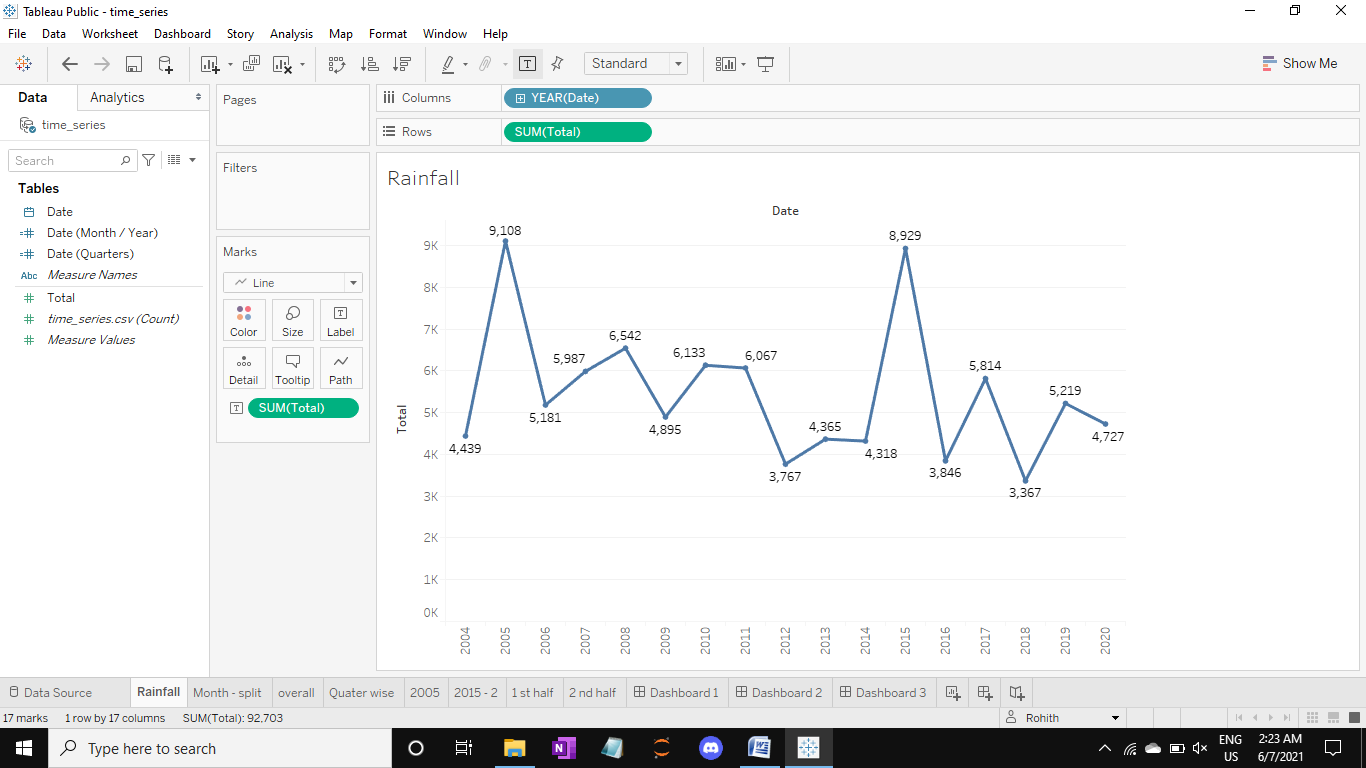 Tableau Public - time_series
File Data Worksheet Dashboard Story Analysis Map Format Window Help
Standard
Show Me
Data Analytics
time_series
Search
Tables
Date
Date (Month / Year)
Date (Quarters)
Abc Measure Names
Total
time_series.csv (Count)
Measure Values
Pages
Filters
Marks
Line
Color Size Label
Detail Tooltip Path
SUM(Total)
Columns YEAR(Date)
Rows SUM(Total)
Rainfall
Date
Total
9K
8K
7K
6K
5K
4K
3K
2K
1K
0K
4,439
9,108
5,181
5,987
6,542
4,895
6,133
6,067
3,767
4,365
4,318
8,929
3,846
5,814
3,367
5,219
4,727
2004 2005 2006 2007 2008 2009 2010 2011 2012 2013 2014 2015 2016 2017 2018 2019 2020
Data Source Rainfall Month - split overall Quater wise 2005 2015 - 2 1 st half 2 nd half Dashboard 1 Dashboard 2 Dashboard 3
17 marks 1 row by 17 columns SUM(Total): 92,703 Rohith
Type here to search
ENG
US
2:23 AM
6/7/2021